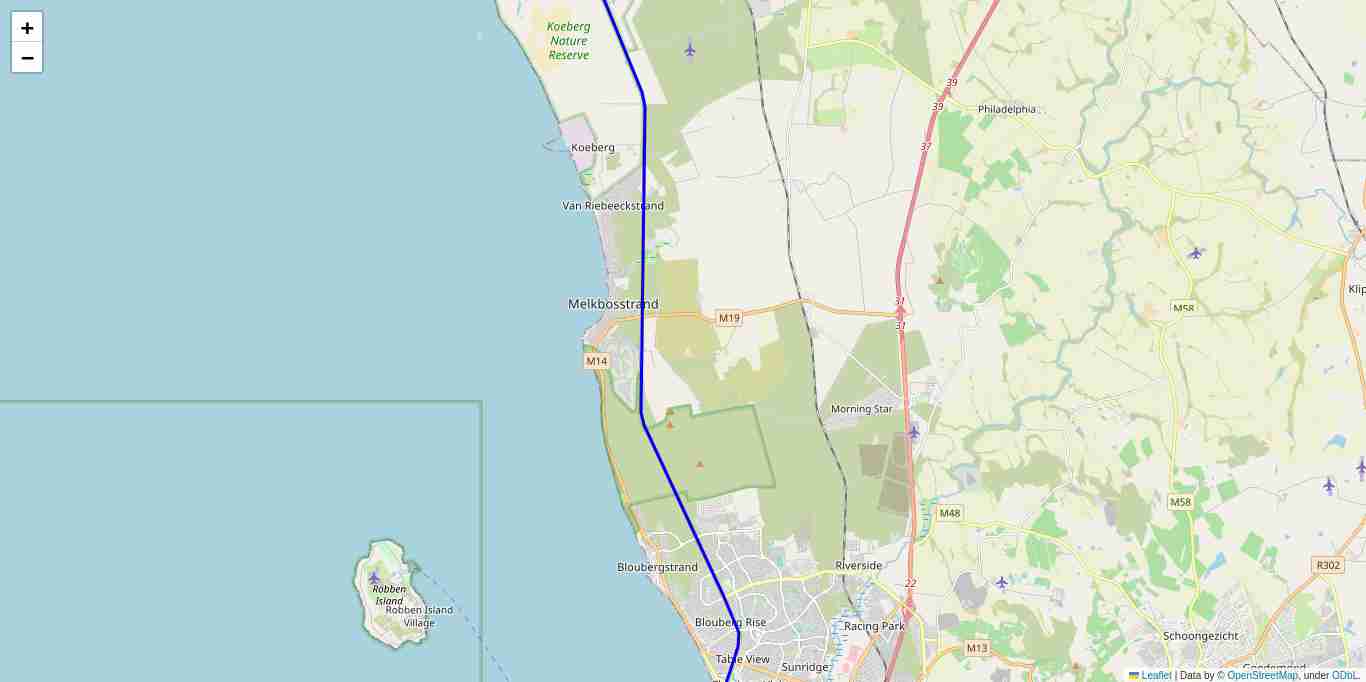 +
−
Koeberg
Nature
Reserve
39
39
Philadelphia
37
Koeberg
Van Riebeeckstrand
M58
Melkbosstrand
31
M19
31
M14
Morning Star
M58
M48
Riverside
22
R302
Bloubergstrand
Robben
Island
Robben Island
Village
Blouberg Rise
Racing Park
Schoongezicht
M13
Table View
Sunridge
Leaflet | Data by © OpenStreetMap, under ODbL.